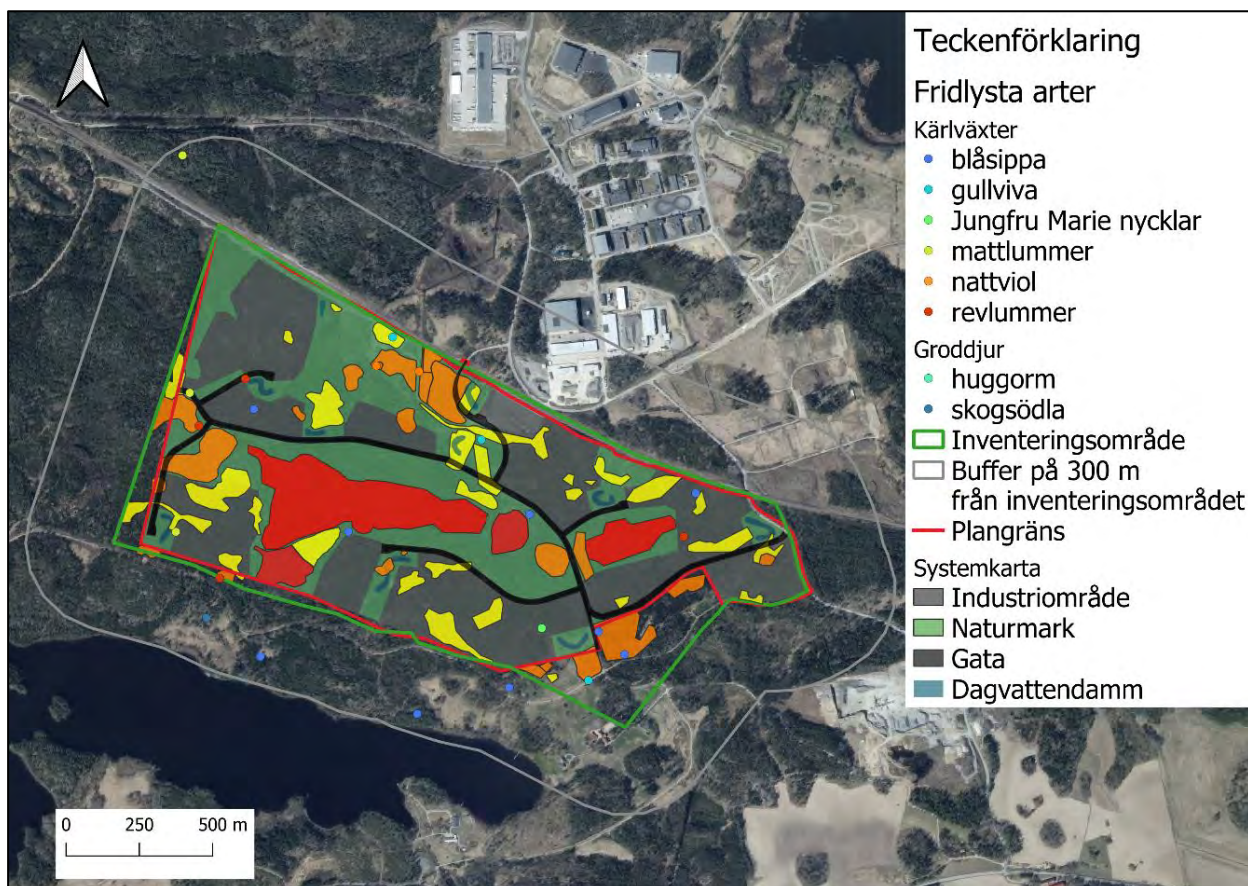 Teckenförklaring
Fridlysta arter
Kärlväxter
blåsippa
gullviva
Jungfru Marie nycklar
mattlummer
nattviol
revlummer
Groddjur
huggorm
skogsödla
Inventeringsområde
Buffer på 300 m
från inventeringsområdet
Plangräns
Systemkarta
Industriområde
Naturmark
Gata
Dagvattendamm
0 250 500 m